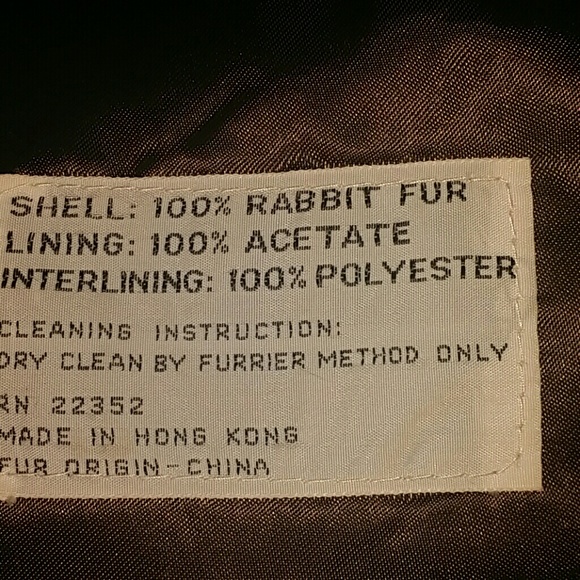 SHELL: 100% RABBIT FUR
LINING: 100% ACETATE
INTERLINING: 100% POLYESTER
CLEANING INSTRUCTION:
DRY CLEAN BY FURRIER METHOD ONLY
RN 22352
MADE IN HONG KONG
FUR ORIGIN-CHINA